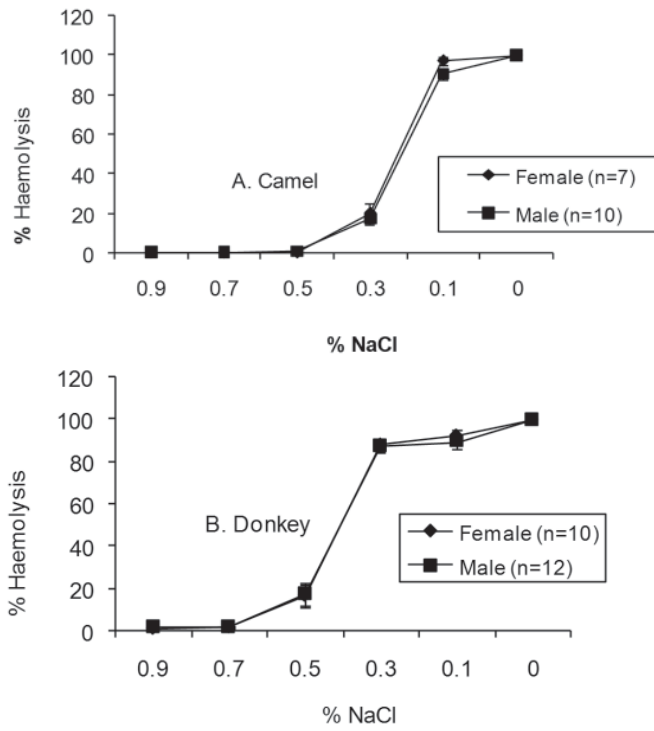 120
100
80
60
40
20
0
% Haemolysis
A. Camel
Female (n=7)
Male (n=10)
0.9 0.7 0.5 0.3 0.1 0
% NaCl
120
100
80
60
40
20
0
% Haemolysis
B. Donkey
Female (n=10)
Male (n=12)
0.9 0.7 0.5 0.3 0.1 0
% NaCl